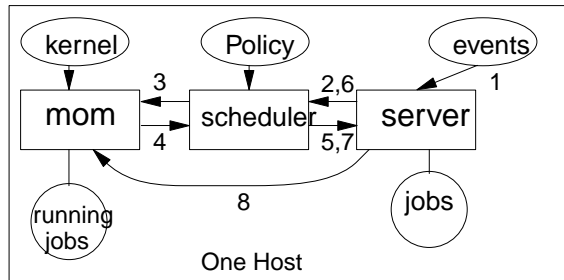 kernel
Policy
events
3
2,6
1
mom
scheduler
server
4
5,7
8
running
jobs
jobs
One Host